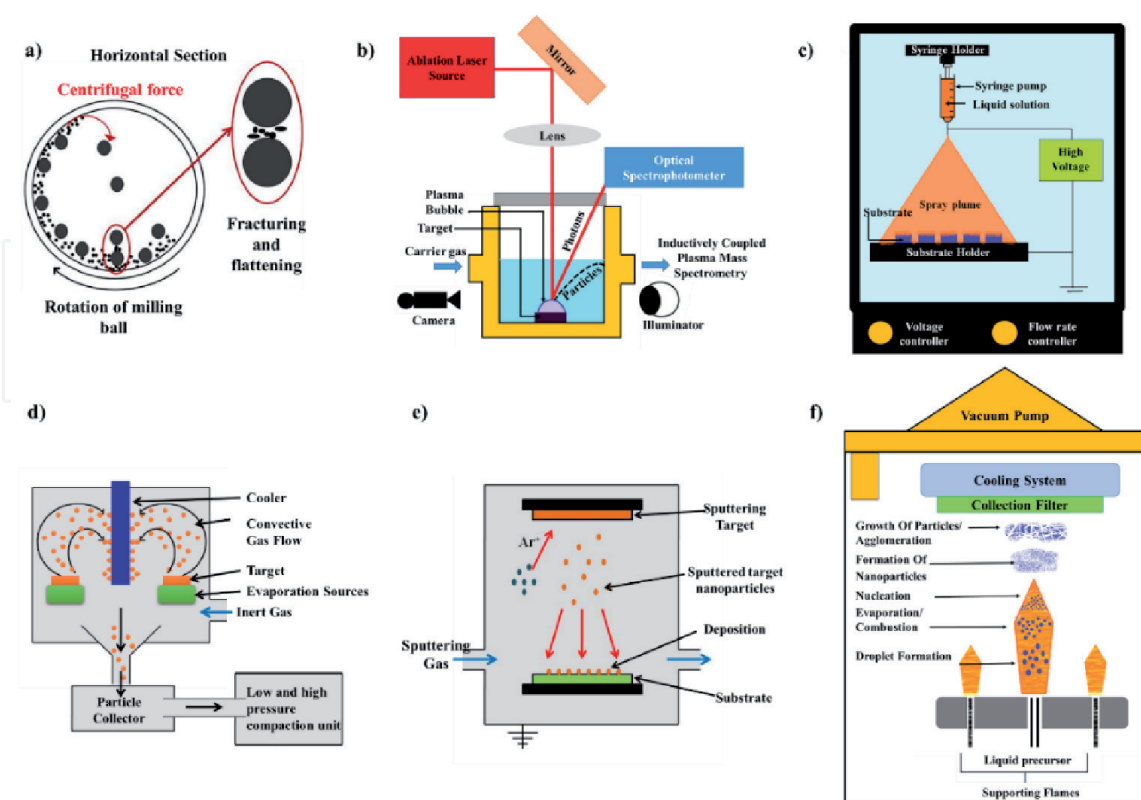 a)
Horizontal Section
Centrifugal force
Fracturing
and
flattening
Rotation of milling
ball
b)
Ablation Laser
Source
Mirror
Lens
Optical
Spectrophotometer
Plasma
Bubble
Target
Carrier gas
Photons
Particles
Inductively Coupled
Plasma Mass
Spectrometry
Camera
Illuminator
c)
Syringe Holder
Syringe pump
Liquid solution
High
Voltage
Spray plume
Substrate
Substrate Holder
Voltage
controller
Flow rate
controller
d)
Cooler
Convective
Gas Flow
Target
Evaporation Sources
Inert Gas
Particle
Collector
Low and high
pressure
compaction unit
e)
Sputtering
Target
Ar+
Sputtered target
nanoparticles
Deposition
Sputtering
Gas
Substrate
f)
Vacuum Pump
Cooling System
Collection Filter
Growth Of Particles/
Agglomeration
Formation Of
Nanoparticles
Nuclation
Evaporation/
Combustion
Droplet Formation
Liquid precursor
Supporting Flames